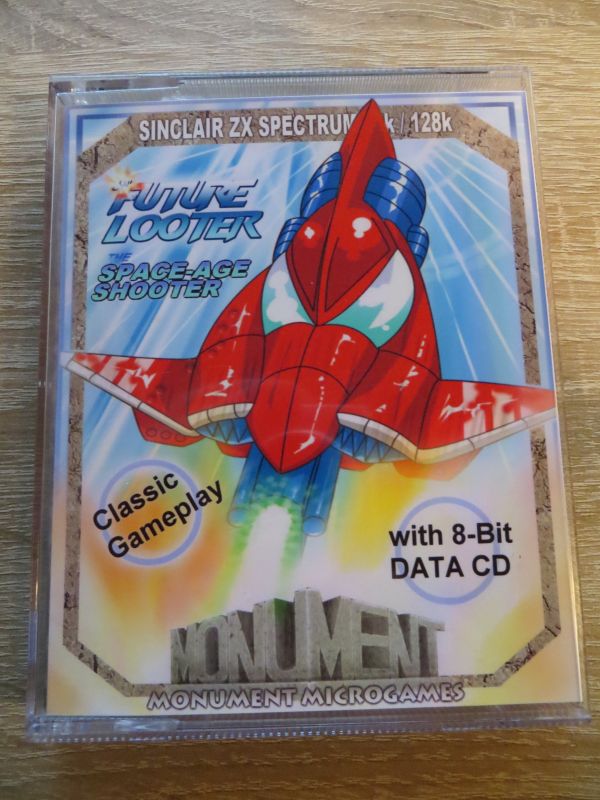 SINCLAIR ZX SPECTRUM k / 128k
FUTURE
LOOTER
THE
SPACE-AGE
SHOOTER
Classic
Gameplay
with 8-Bit
DATA CD
MONUMENT
MONUMENT MICROGAMES